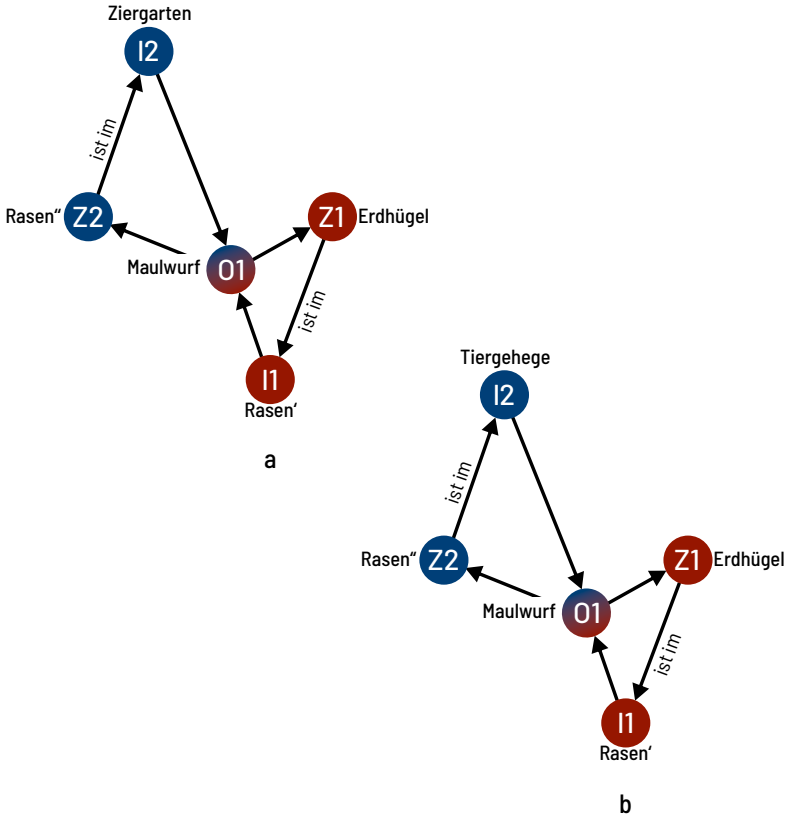 Ziergarten
I2
ist im
Rasen“ Z2
Z1 Erdhügel
Maulwurf O1
ist im
I1
Rasen‘
a
Tiergehege
I2
ist im
Rasen“ Z2
Z1 Erdhügel
Maulwurf O1
ist im
I1
Rasen‘
b